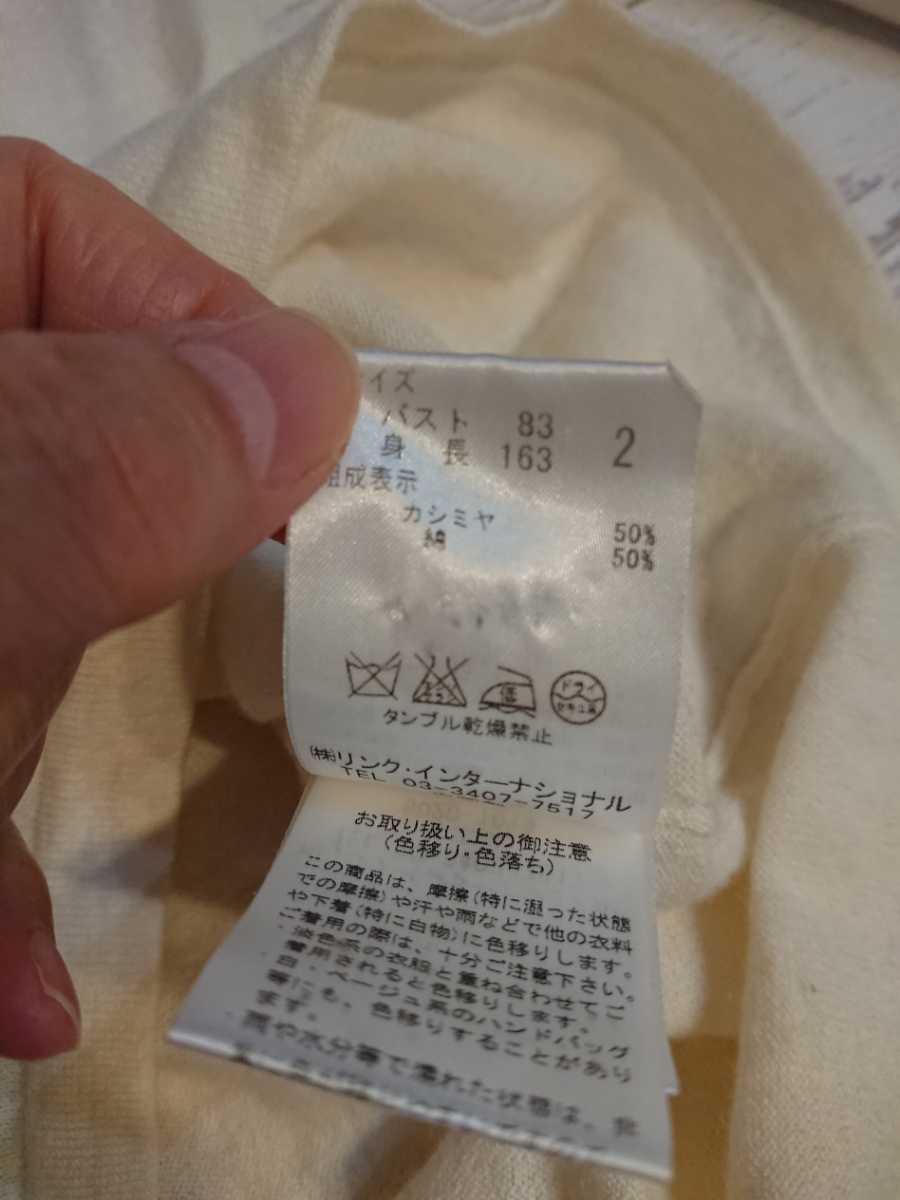 イズ
バスト 83
身長 163 2
組成表示
カシミヤ 50%
綿 50%
低
ドライ
セキユ系
タンブル乾燥禁止
㈱リンク・インターナショナル
TEL 03-3407-7517
お取り扱い上の御注意
(色移り・色落ち)
この商品は、摩擦(特に湿った状態
での摩擦)や汗や雨などで他の衣料
や下着(特に白物)に色移りします。
ご着用の際は、十分ご注意下さい。
淡色系の衣服と重ね合わせてご
着用されると色移りします。
白・ベージュ系のハンドバッグ
等にも、色移りすることがあり
ます。
雨や水分等で濡れた状態は、